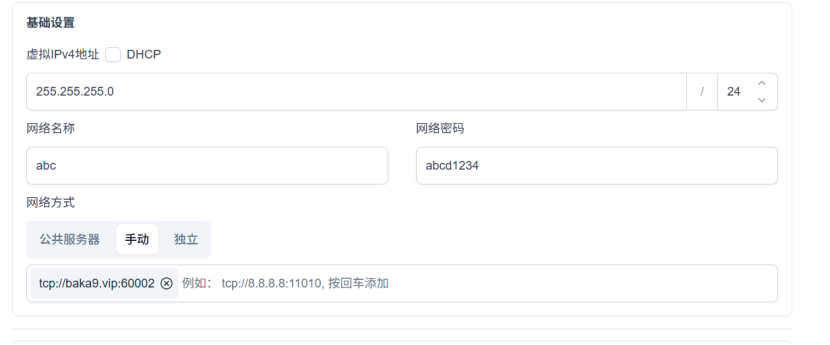 基础设置
虚拟IPv4地址 DHCP
255.255.255.0 / 24
网络名称 网络密码
abc abcd1234
网络方式
公共服务器 手动 独立
tcp://baka9.vip:60002 例如： tcp://8.8.8.8:11010, 按回车添加